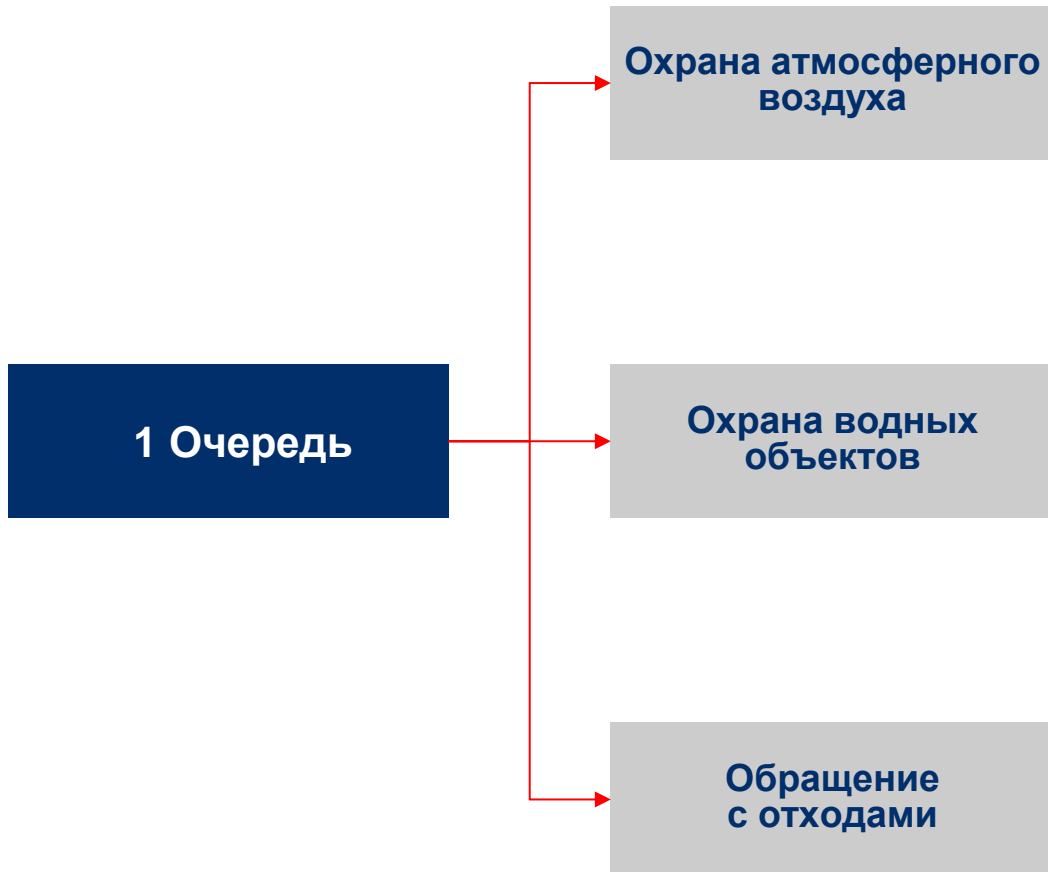 Охрана атмосферного
воздуха
1 Очередь
Охрана водных
объектов
Обращение
с отходами